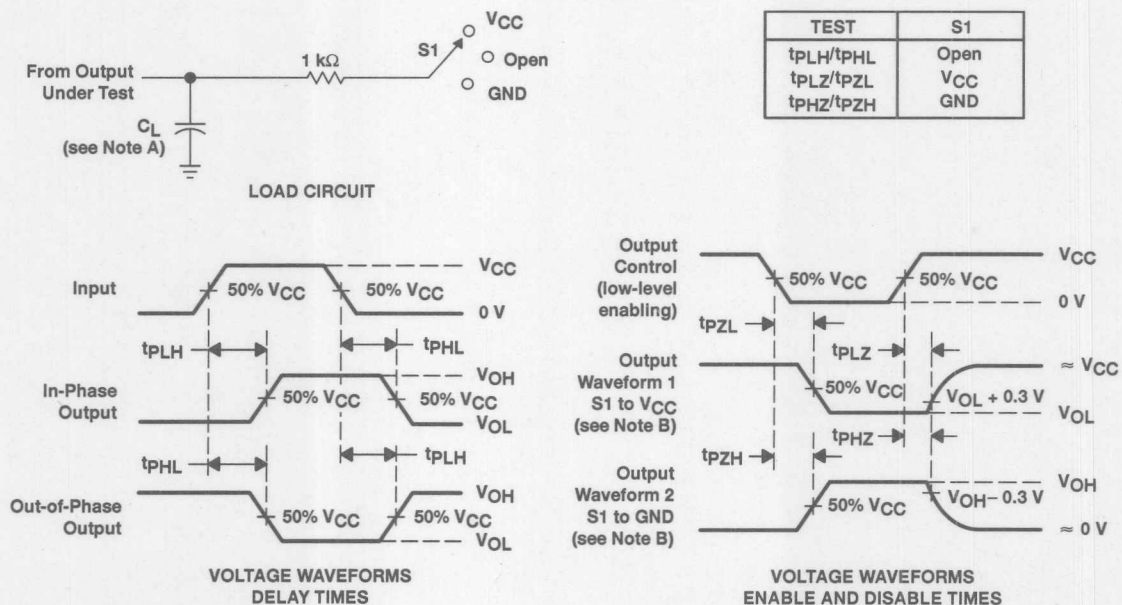 From Output
Under Test
CL
(see Note A)
1 kΩ
S1
VCC
Open
GND
LOAD CIRCUIT
TEST S1
tPLH/tPHL Open
tPLZ/tPZL VCC
tPHZ/tPZH GND
Input
50% VCC
50% VCC
VCC
0 V
tPLH
tPHL
In-Phase
Output
50% VCC
50% VCC
VOH
VOL
tPHL
tPLH
Out-of-Phase
Output
50% VCC
50% VCC
VOH
VOL
VOLTAGE WAVEFORMS
DELAY TIMES
Output
Control
(low-level
enabling)
50% VCC
50% VCC
VCC
0 V
tPZL
tPLZ
Output
Waveform 1
S1 to VCC
(see Note B)
50% VCC
VOL + 0.3 V
≈ VCC
VOL
tPZH
tPHZ
Output
Waveform 2
S1 to GND
(see Note B)
50% VCC
VOH – 0.3 V
VOH
≈ 0 V
VOLTAGE WAVEFORMS
ENABLE AND DISABLE TIMES